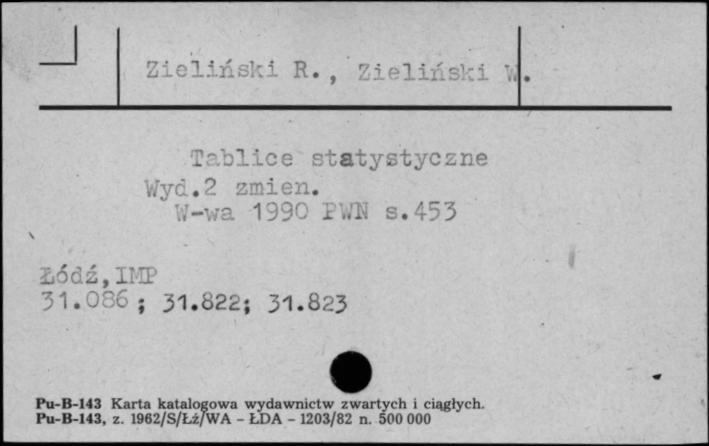 Zieliński R., Zieliński W.
Tablice statystyczne
Wyd.2 zmien.
W-wa 1990 PWN s.453
Łódź,IMP
31.086; 31.822; 31.823
Pu-B-143 Karta katalogowa wydawnictw zwartych i ciągłych.
Pu-B-143, z. 1962/S/Łż/WA - ŁDA - 1203/82 n. 500 000